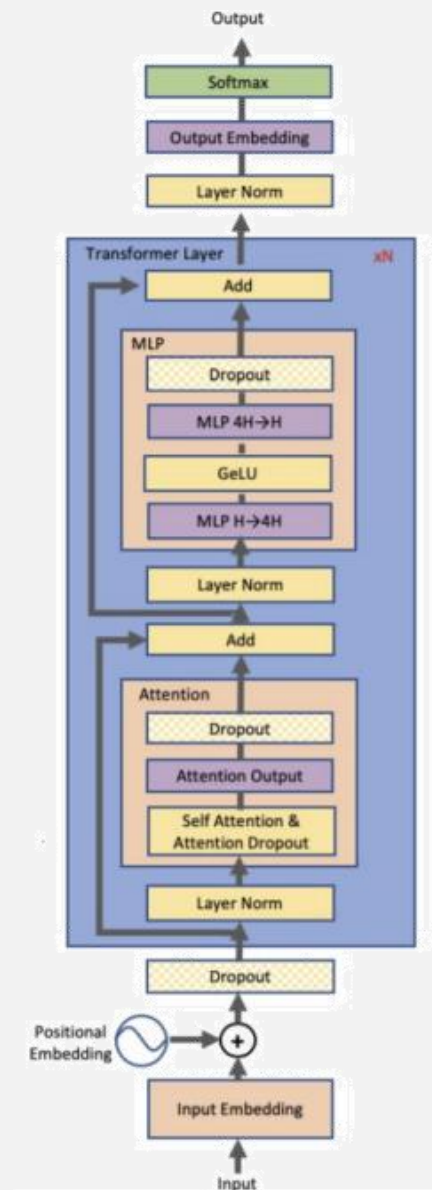 Output
Softmax
Output Embedding
Layer Norm
Transformer Layer
xN
Add
MLP
Dropout
MLP 4H→H
GeLU
MLP H→4H
Layer Norm
Add
Attention
Dropout
Attention Output
Self Attention &
Attention Dropout
Layer Norm
Dropout
Positional
Embedding
+
Input Embedding
Input